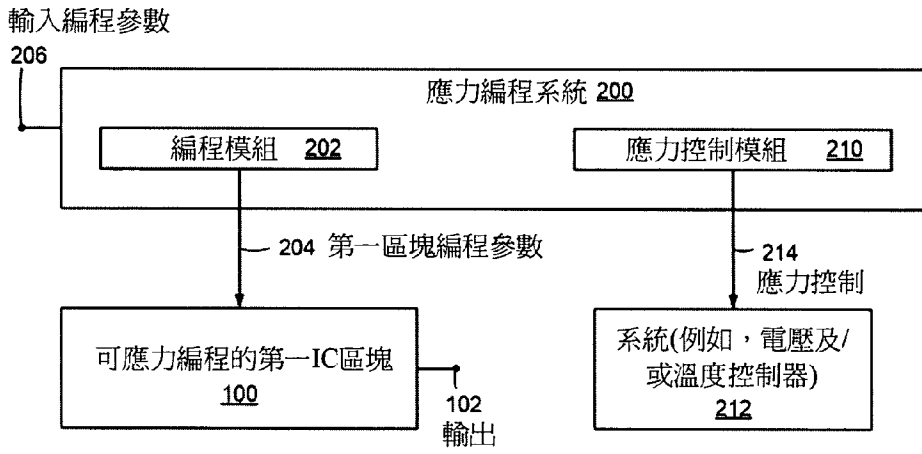 輸入編程參數
206
應力編程系統 200
編程模組 202
應力控制模組 210
204 第一區塊編程參數
214
應力控制
可應力編程的第一IC區塊
100
102
輸出
系統(例如，電壓及/
或溫度控制器)
212